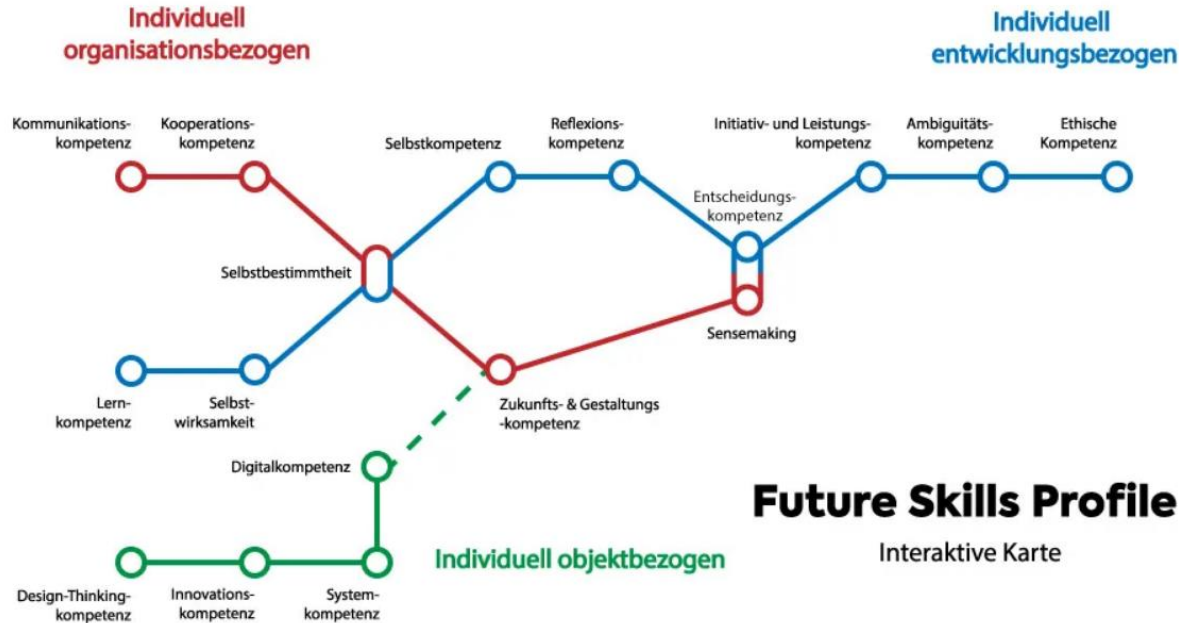 Individuell
organisationsbezogen
Individuell
entwicklungsbezogen
Kommunikations-
kompetenz
Kooperations-
kompetenz
Selbstkompetenz
Reflexions-
kompetenz
Initiativ- und Leistungs-
kompetenz
Ambiguitäts-
kompetenz
Ethische
Kompetenz
Entscheidungs-
kompetenz
Selbstbestimmtheit
Sensemaking
Lern-
kompetenz
Selbst-
wirksamkeit
Zukunfts- & Gestaltungs
-kompetenz
Digitalkompetenz
Future Skills Profile
Interaktive Karte
Individuell objektbezogen
Design-Thinking-
kompetenz
Innovations-
kompetenz
System-
kompetenz